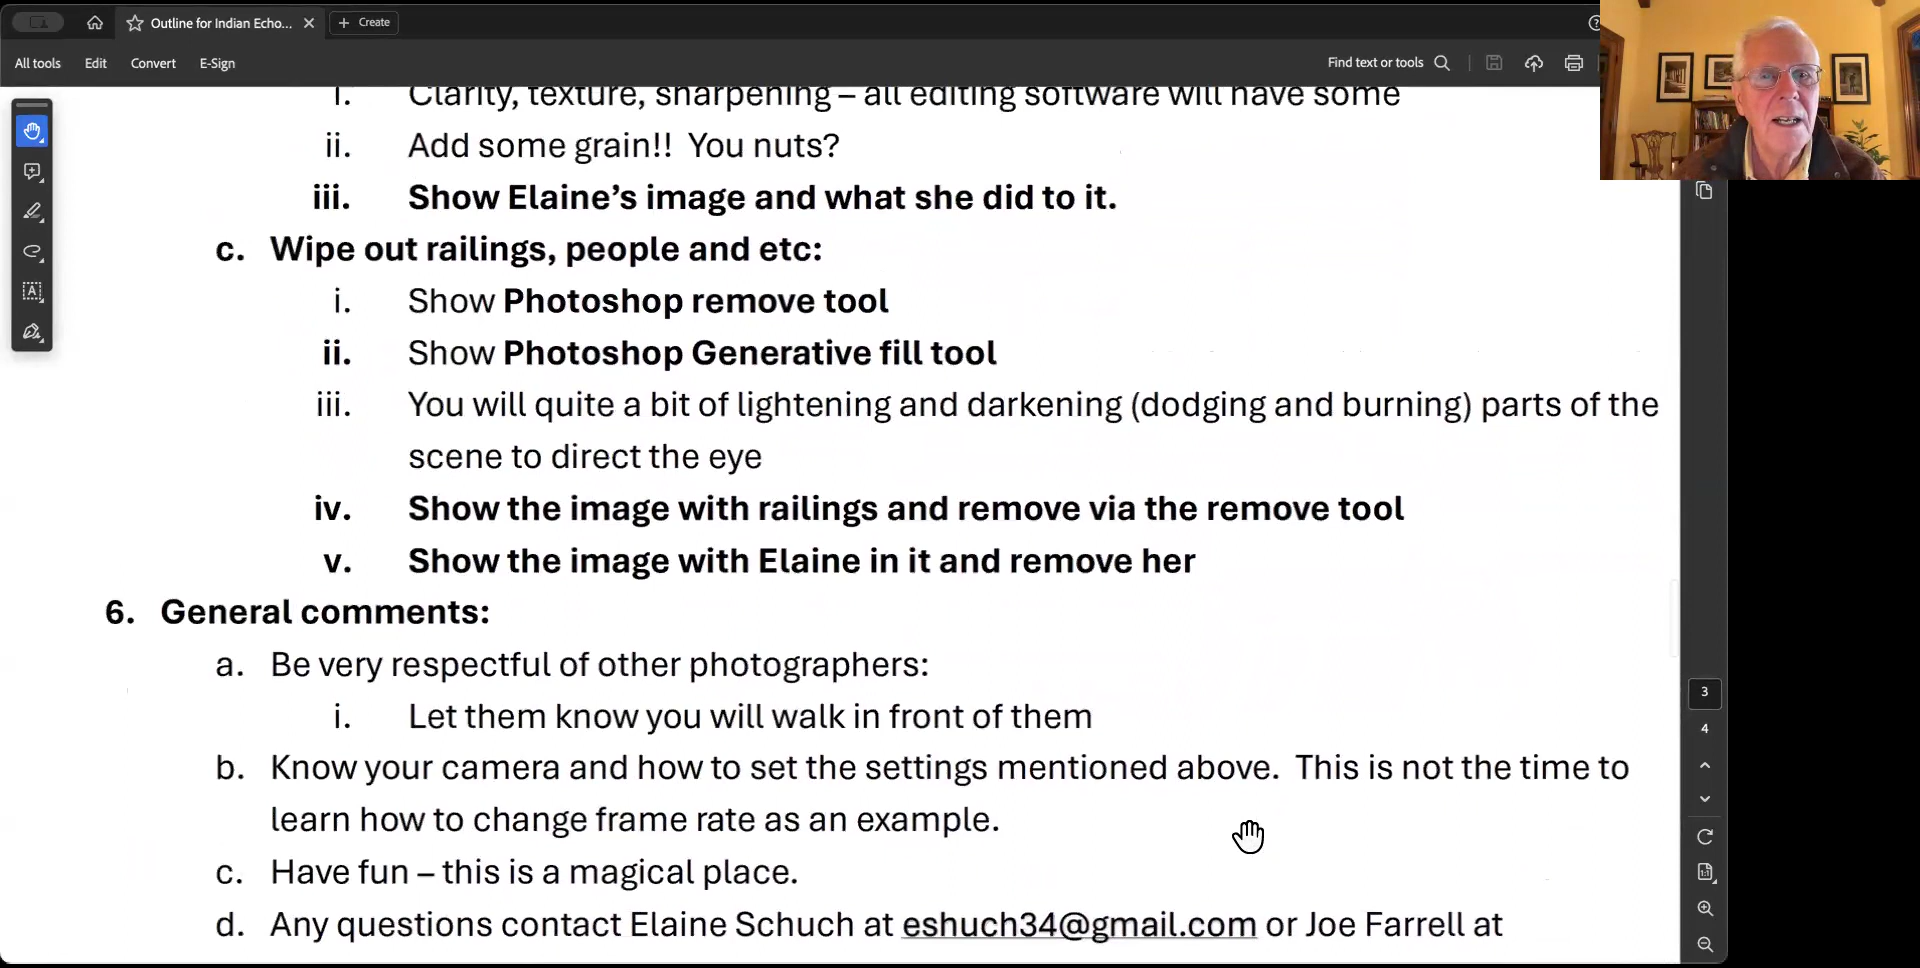 Outline for Indian Echo...
Create
All tools
Edit
Convert
E-Sign
Find text or tools
i. Clarity, texture, sharpening – all editing software will have some
ii. Add some grain!!  You nuts?
iii. Show Elaine's image and what she did to it.
c. Wipe out railings, people and etc:
i. Show Photoshop remove tool
ii. Show Photoshop Generative fill tool
iii. You will quite a bit of lightening and darkening (dodging and burning) parts of the
scene to direct the eye
iv. Show the image with railings and remove via the remove tool
v. Show the image with Elaine in it and remove her
6. General comments:
a. Be very respectful of other photographers:
i. Let them know you will walk in front of them
b. Know your camera and how to set the settings mentioned above.  This is not the time to
learn how to change frame rate as an example.
c. Have fun – this is a magical place.
d. Any questions contact Elaine Schuch at eshuch34@gmail.com or Joe Farrell at
3
4
1:1